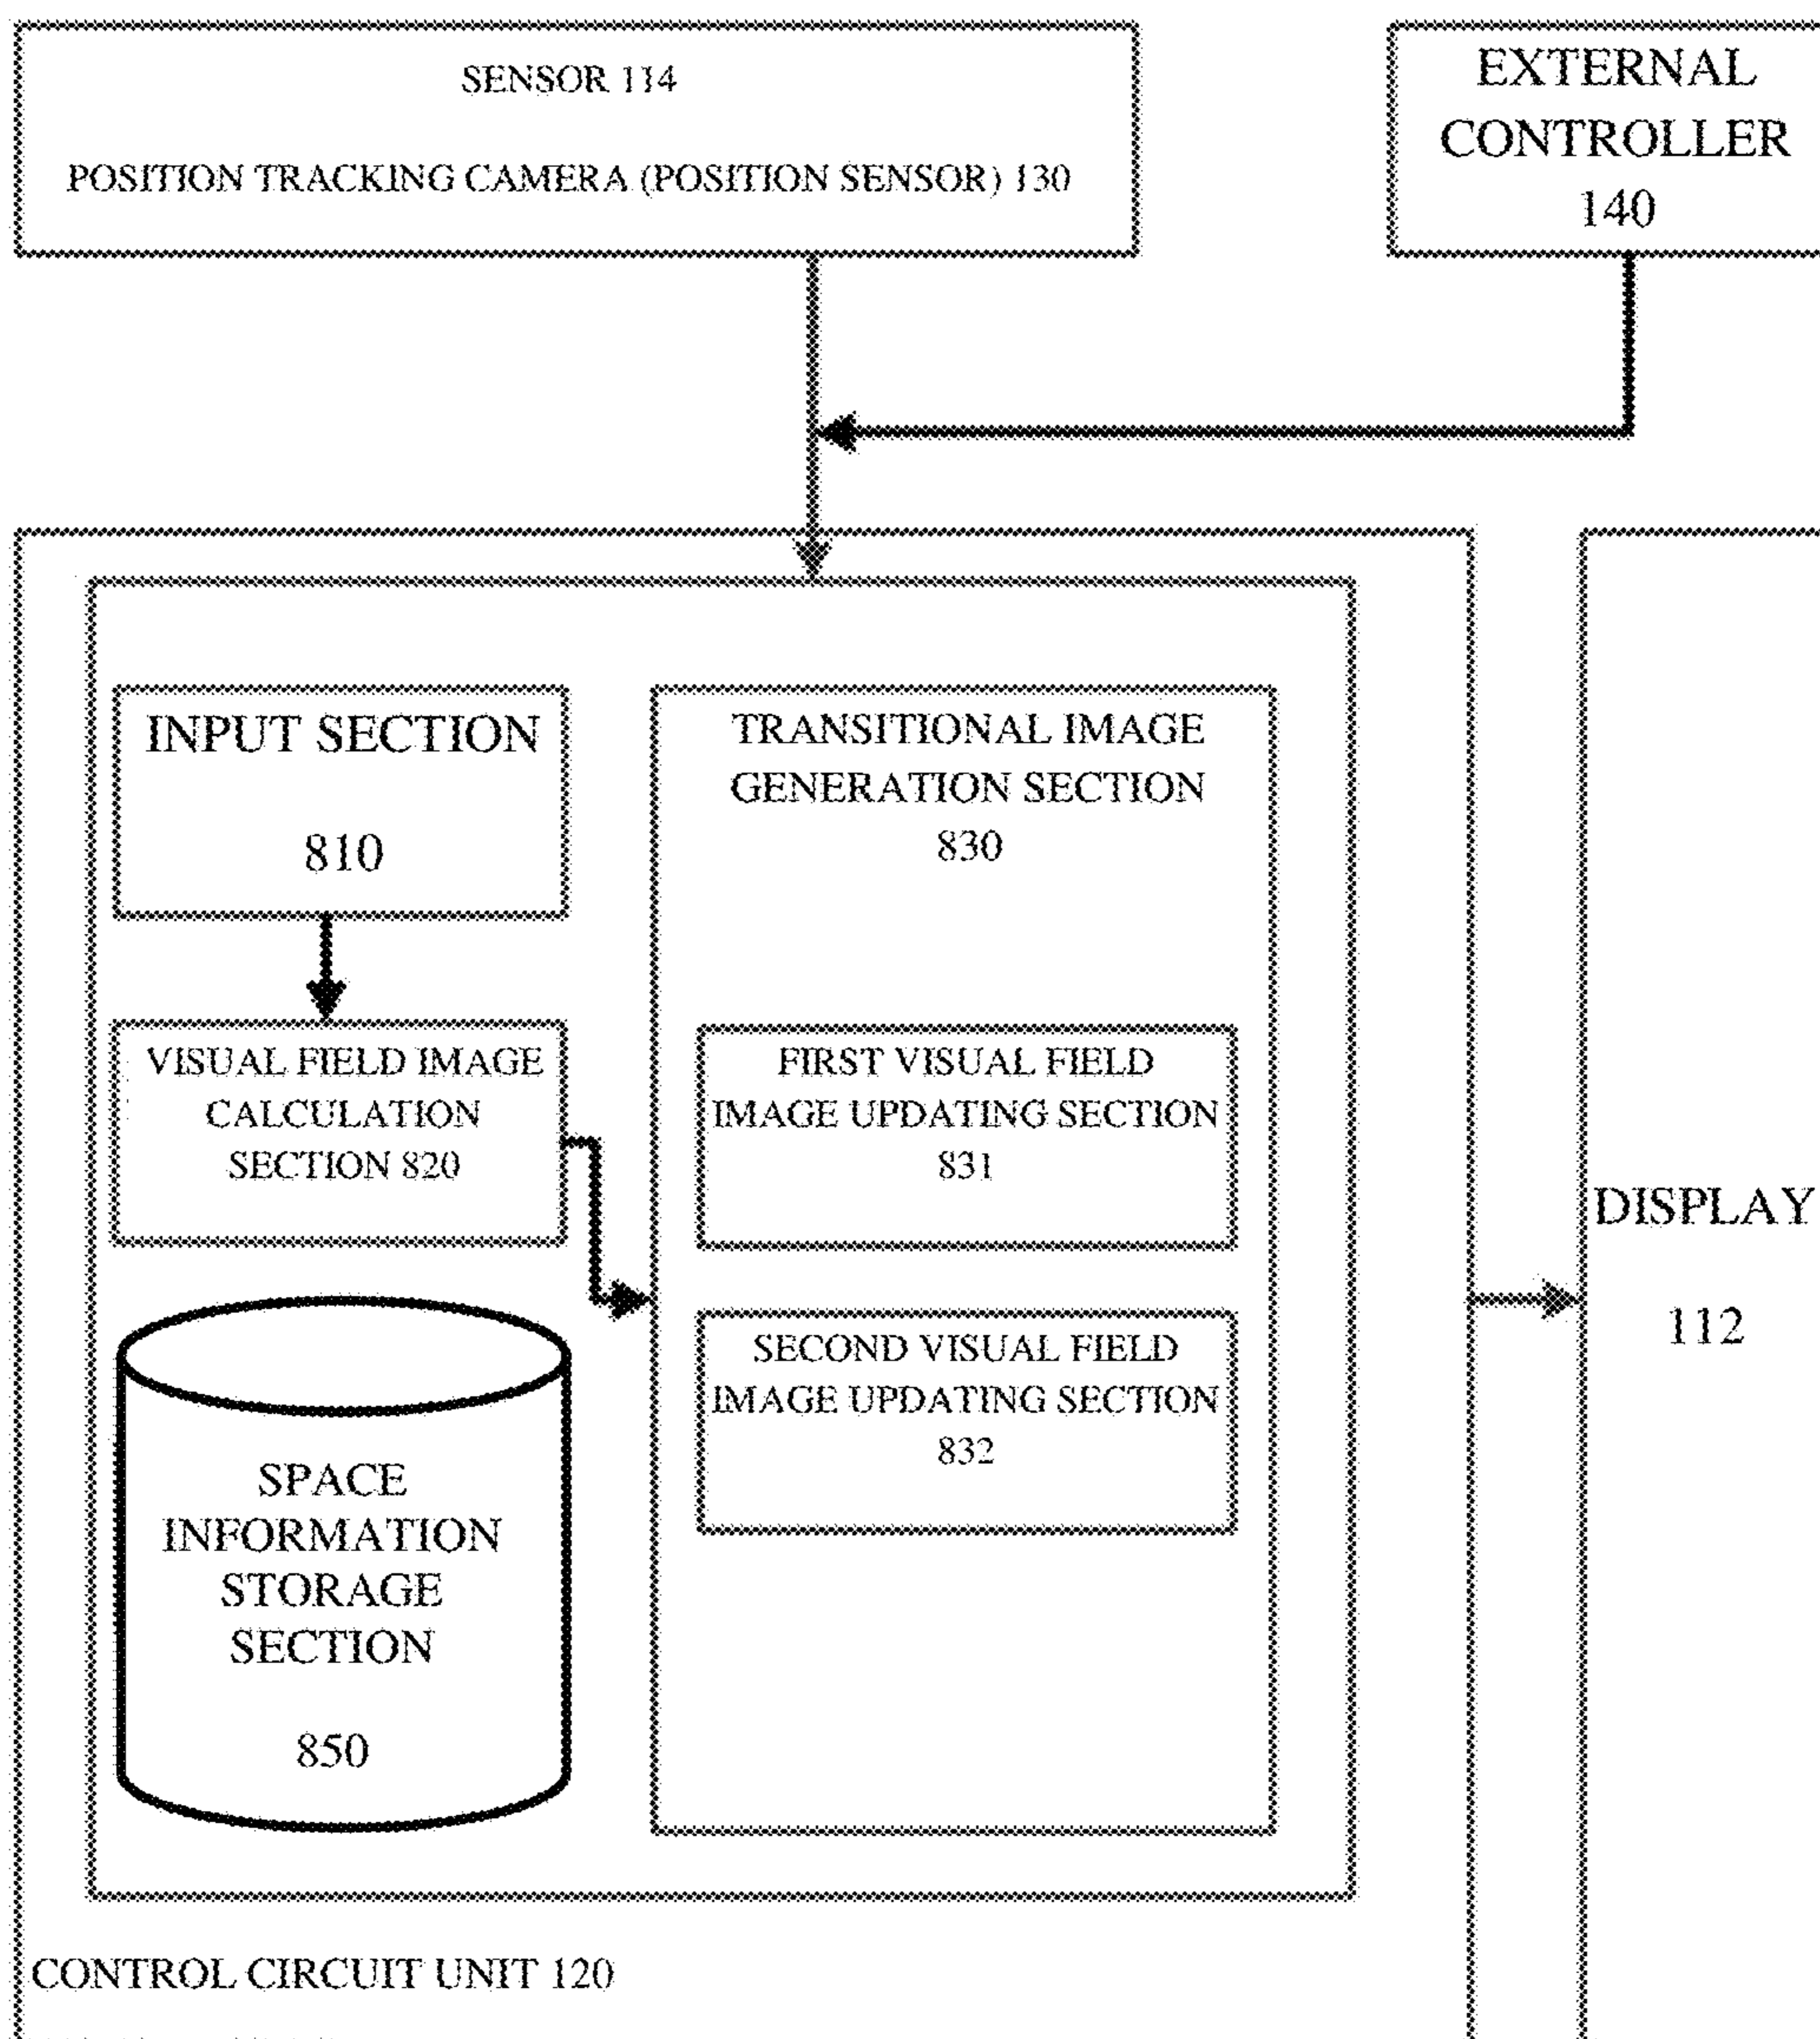 SENSOR 114
POSITION TRACKING CAMERA (POSITION SENSOR) 130
EXTERNAL
CONTROLLER
140
INPUT SECTION
810
TRANSITIONAL IMAGE
GENERATION SECTION
830
VISUAL FIELD IMAGE
CALCULATION
SECTION 820
FIRST VISUAL FIELD
IMAGE UPDATING SECTION
831
SECOND VISUAL FIELD
IMAGE UPDATING SECTION
832
SPACE
INFORMATION
STORAGE
SECTION
850
DISPLAY
112
CONTROL CIRCUIT UNIT 120